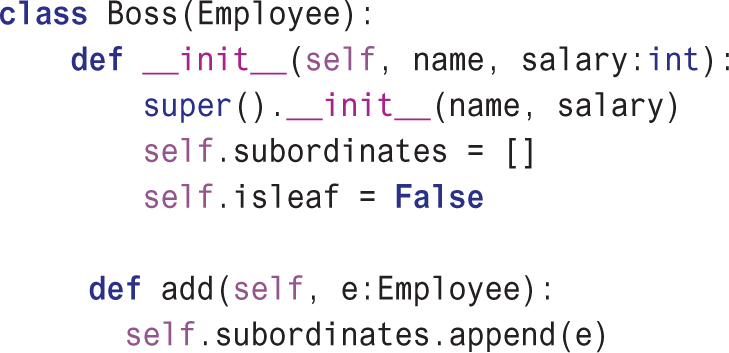 class Boss(Employee):
    def __init__(self, name, salary:int):
        super().__init__(name, salary)
        self.subordinates = []
        self.isleaf = False

     def add(self, e:Employee):
       self.subordinates.append(e)